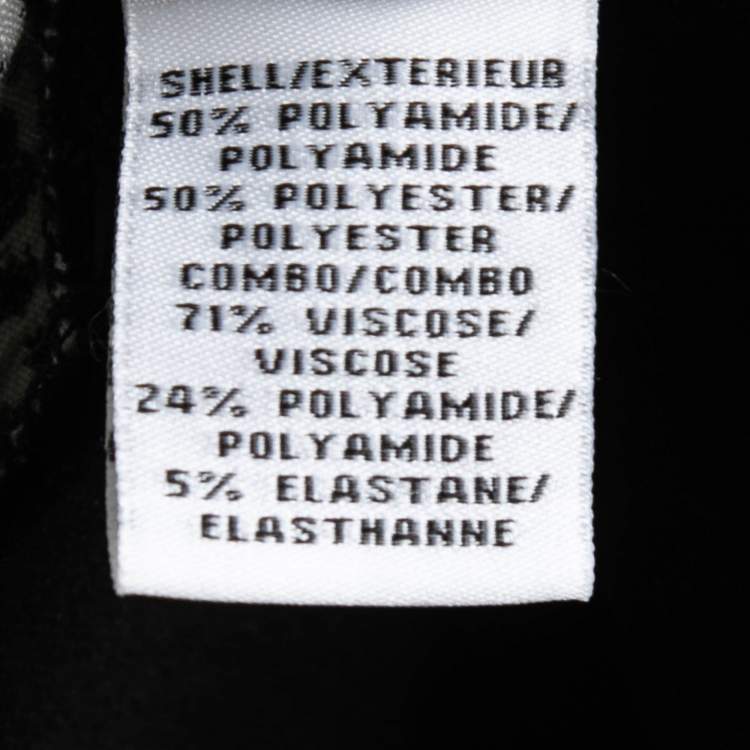 SHELL/EXTERIEUR
50% POLYAMIDE/
POLYAMIDE
50% POLYESTER/
POLYESTER
COMBO/COMBO
71% VISCOSE/
VISCOSE
24% POLYAMIDE/
POLYAMIDE
5% ELASTANE/
ELASTHANNE